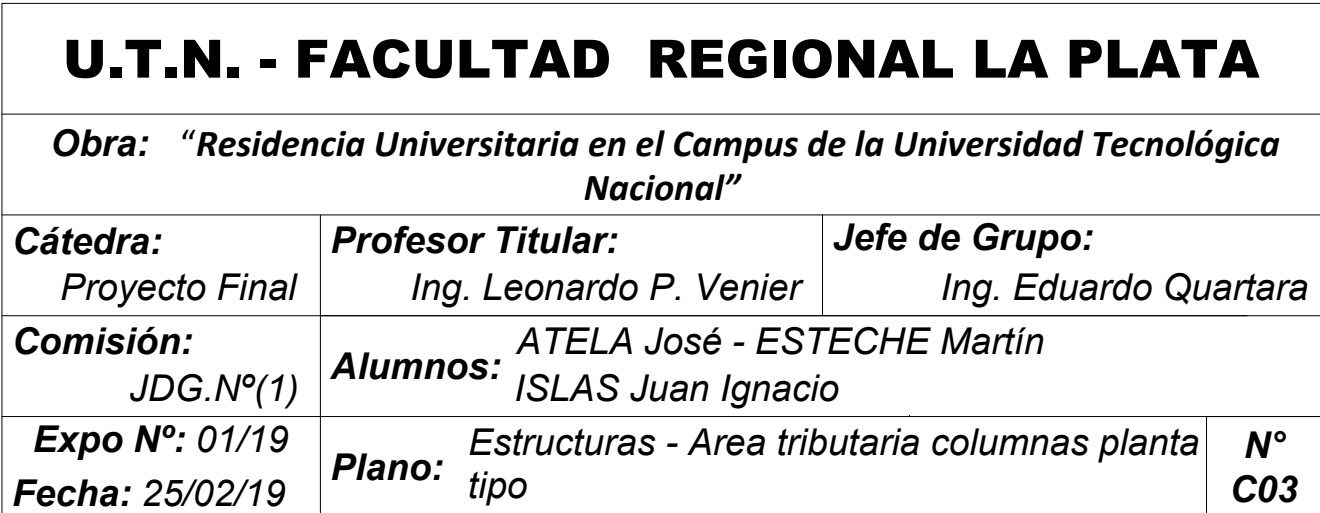 U.T.N. - FACULTAD REGIONAL LA PLATA
Obra: “Residencia Universitaria en el Campus de la Universidad Tecnológica
Nacional”
Cátedra:
Proyecto Final
Profesor Titular:
Ing. Leonardo P. Venier
Jefe de Grupo:
Ing. Eduardo Quartara
Comisión:
JDG.Nº(1)
Alumnos: ATELA José - ESTECHE Martín
ISLAS Juan Ignacio
Expo Nº: 01/19
Fecha: 25/02/19
Plano: Estructuras - Area tributaria columnas planta
tipo
N°
C03